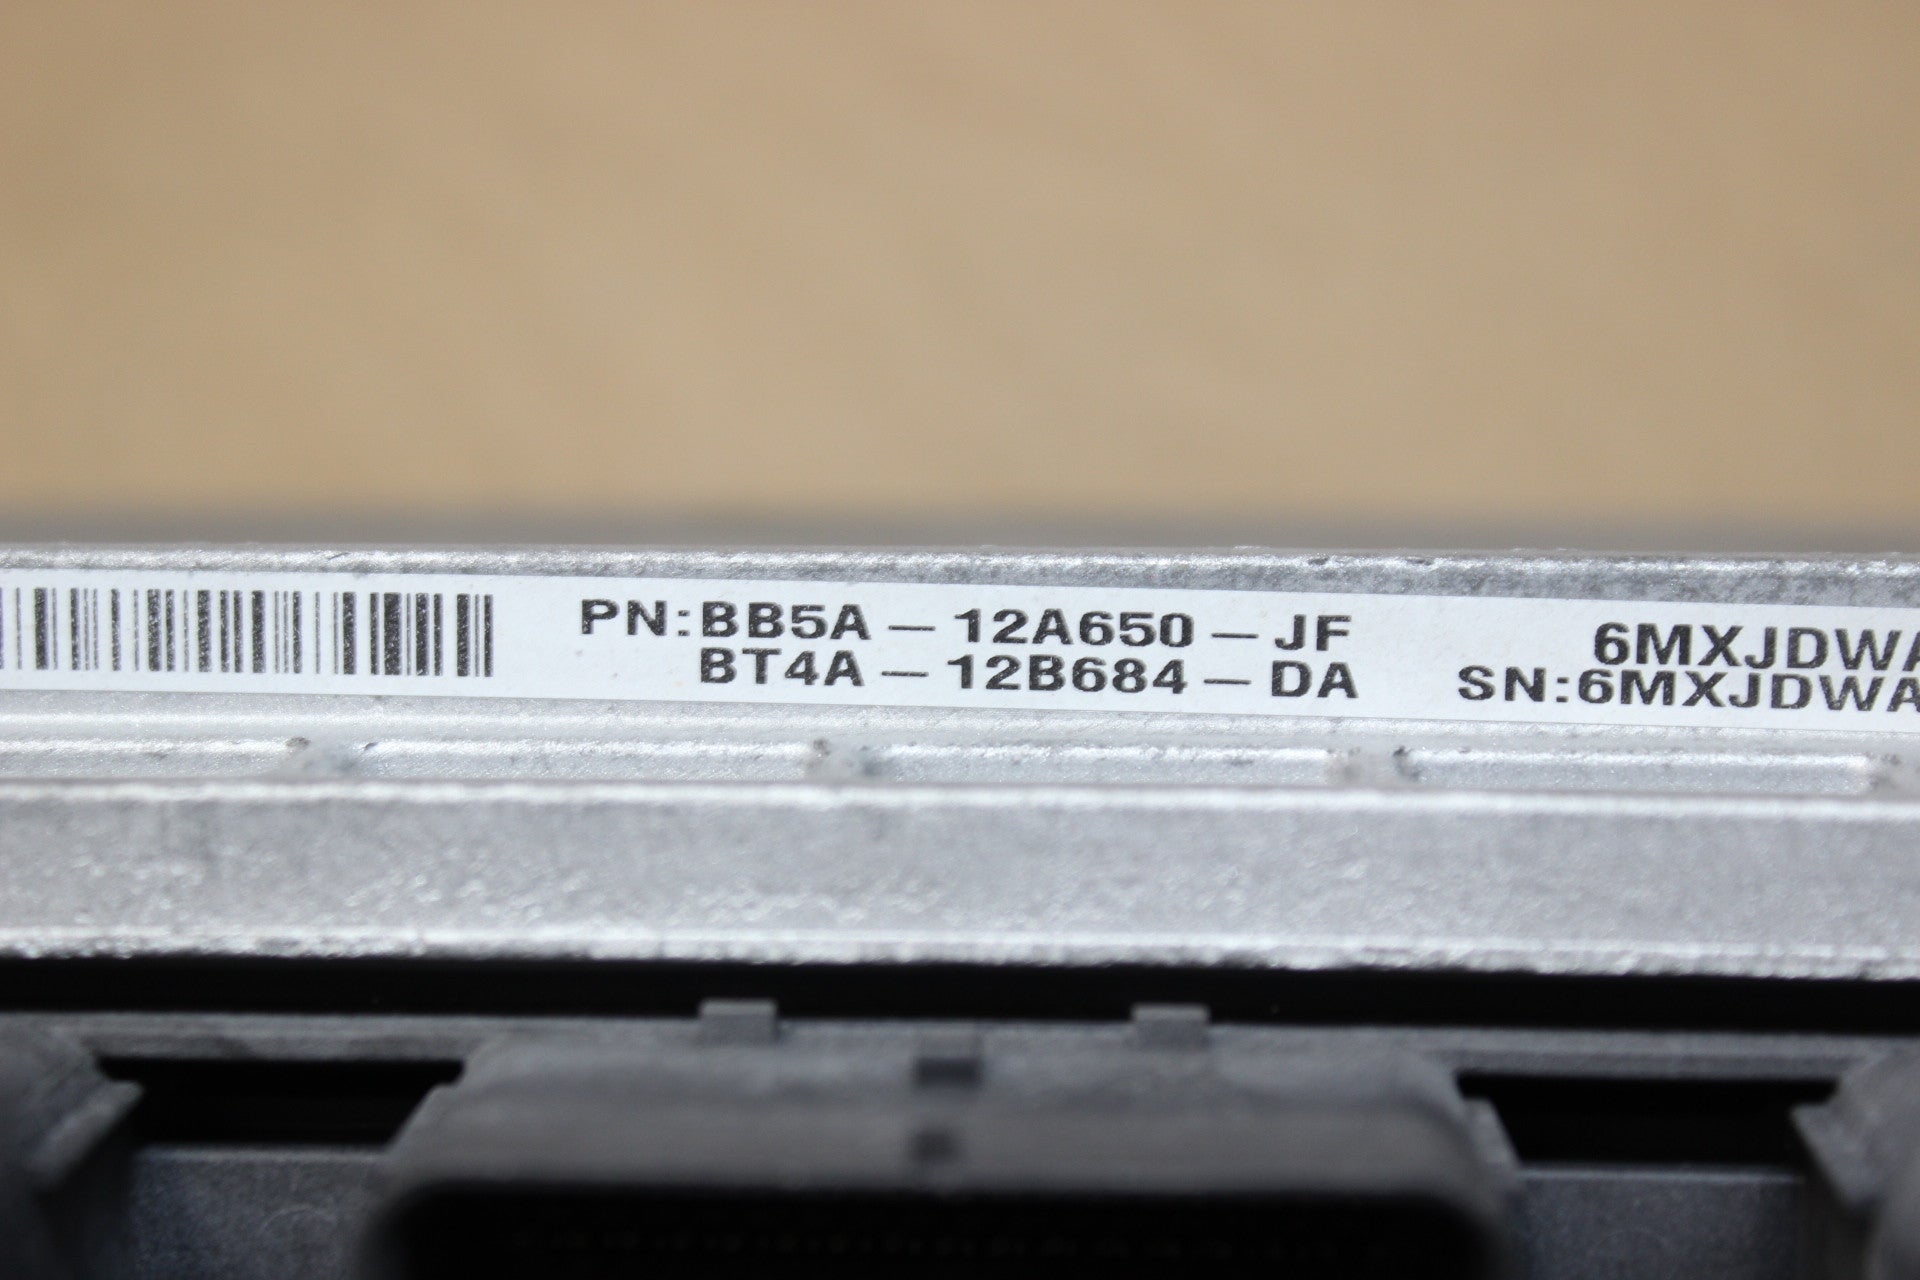 PN:BB5A – 12A650 – JF
BT4A – 12B684 – DA
6MXJDWA
SN:6MXJDWA